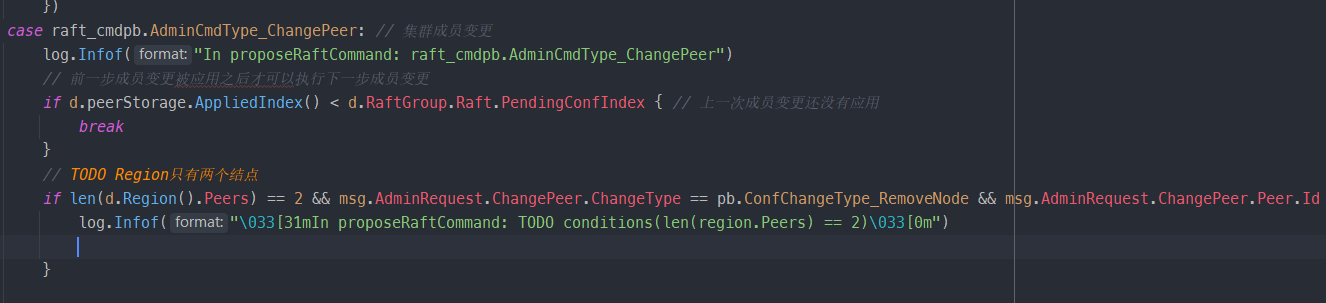 })
case raft_cmdpb.AdminCmdType_ChangePeer: // 集群成员变更
log.Infof( format: "In proposeRaftCommand: raft_cmdpb.AdminCmdType_ChangePeer")
// 前一步成员变更被应用之后才可以执行下一步成员变更
if d.peerStorage.AppliedIndex() < d.RaftGroup.Raft.PendingConfIndex { // 上一次成员变更还没有应用
break
}
// TODO Region只有两个结点
if len(d.Region().Peers) == 2 && msg.AdminRequest.ChangePeer.ChangeType == pb.ConfChangeType_RemoveNode && msg.AdminRequest.ChangePeer.Peer.Id
log.Infof( format: "\033[31mIn proposeRaftCommand: TODO conditions(len(region.Peers) == 2)\033[0m")
}